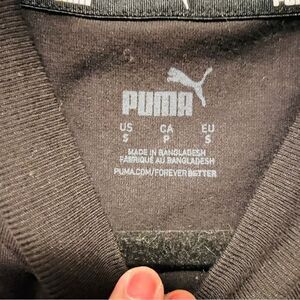 PUMA
US CA EU
S P S
MADE IN BANGLADESH
FABRIQUÉ AU BANGLADESH
PUMA.COM/FOREVERBETTER